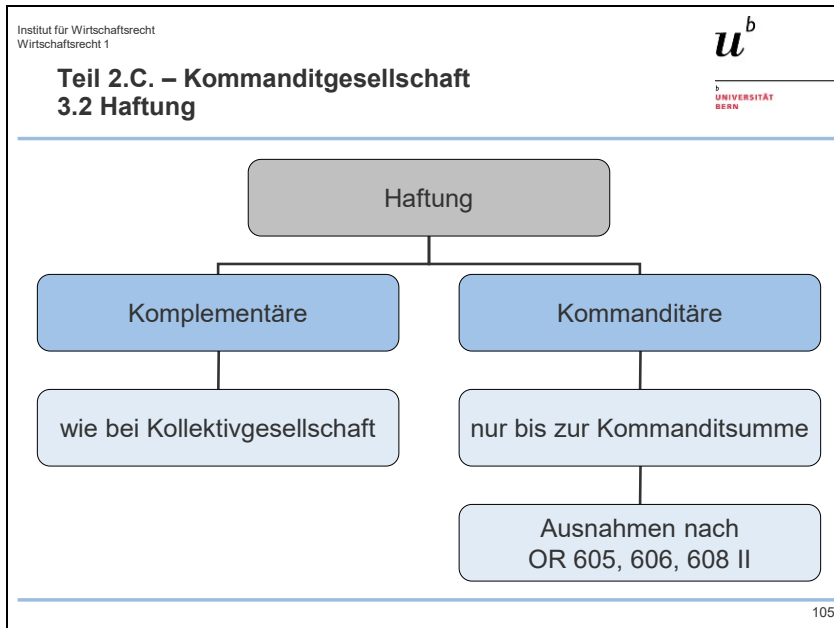 Institut für Wirtschaftsrecht
Wirtschaftsrecht 1
u^b
Teil 2.C. – Kommanditgesellschaft
3.2 Haftung
b
UNIVERSITÄT
BERN
Haftung
Komplementäre
Kommanditäre
wie bei Kollektivgesellschaft
nur bis zur Kommanditsumme
Ausnahmen nach
OR 605, 606, 608 II
105